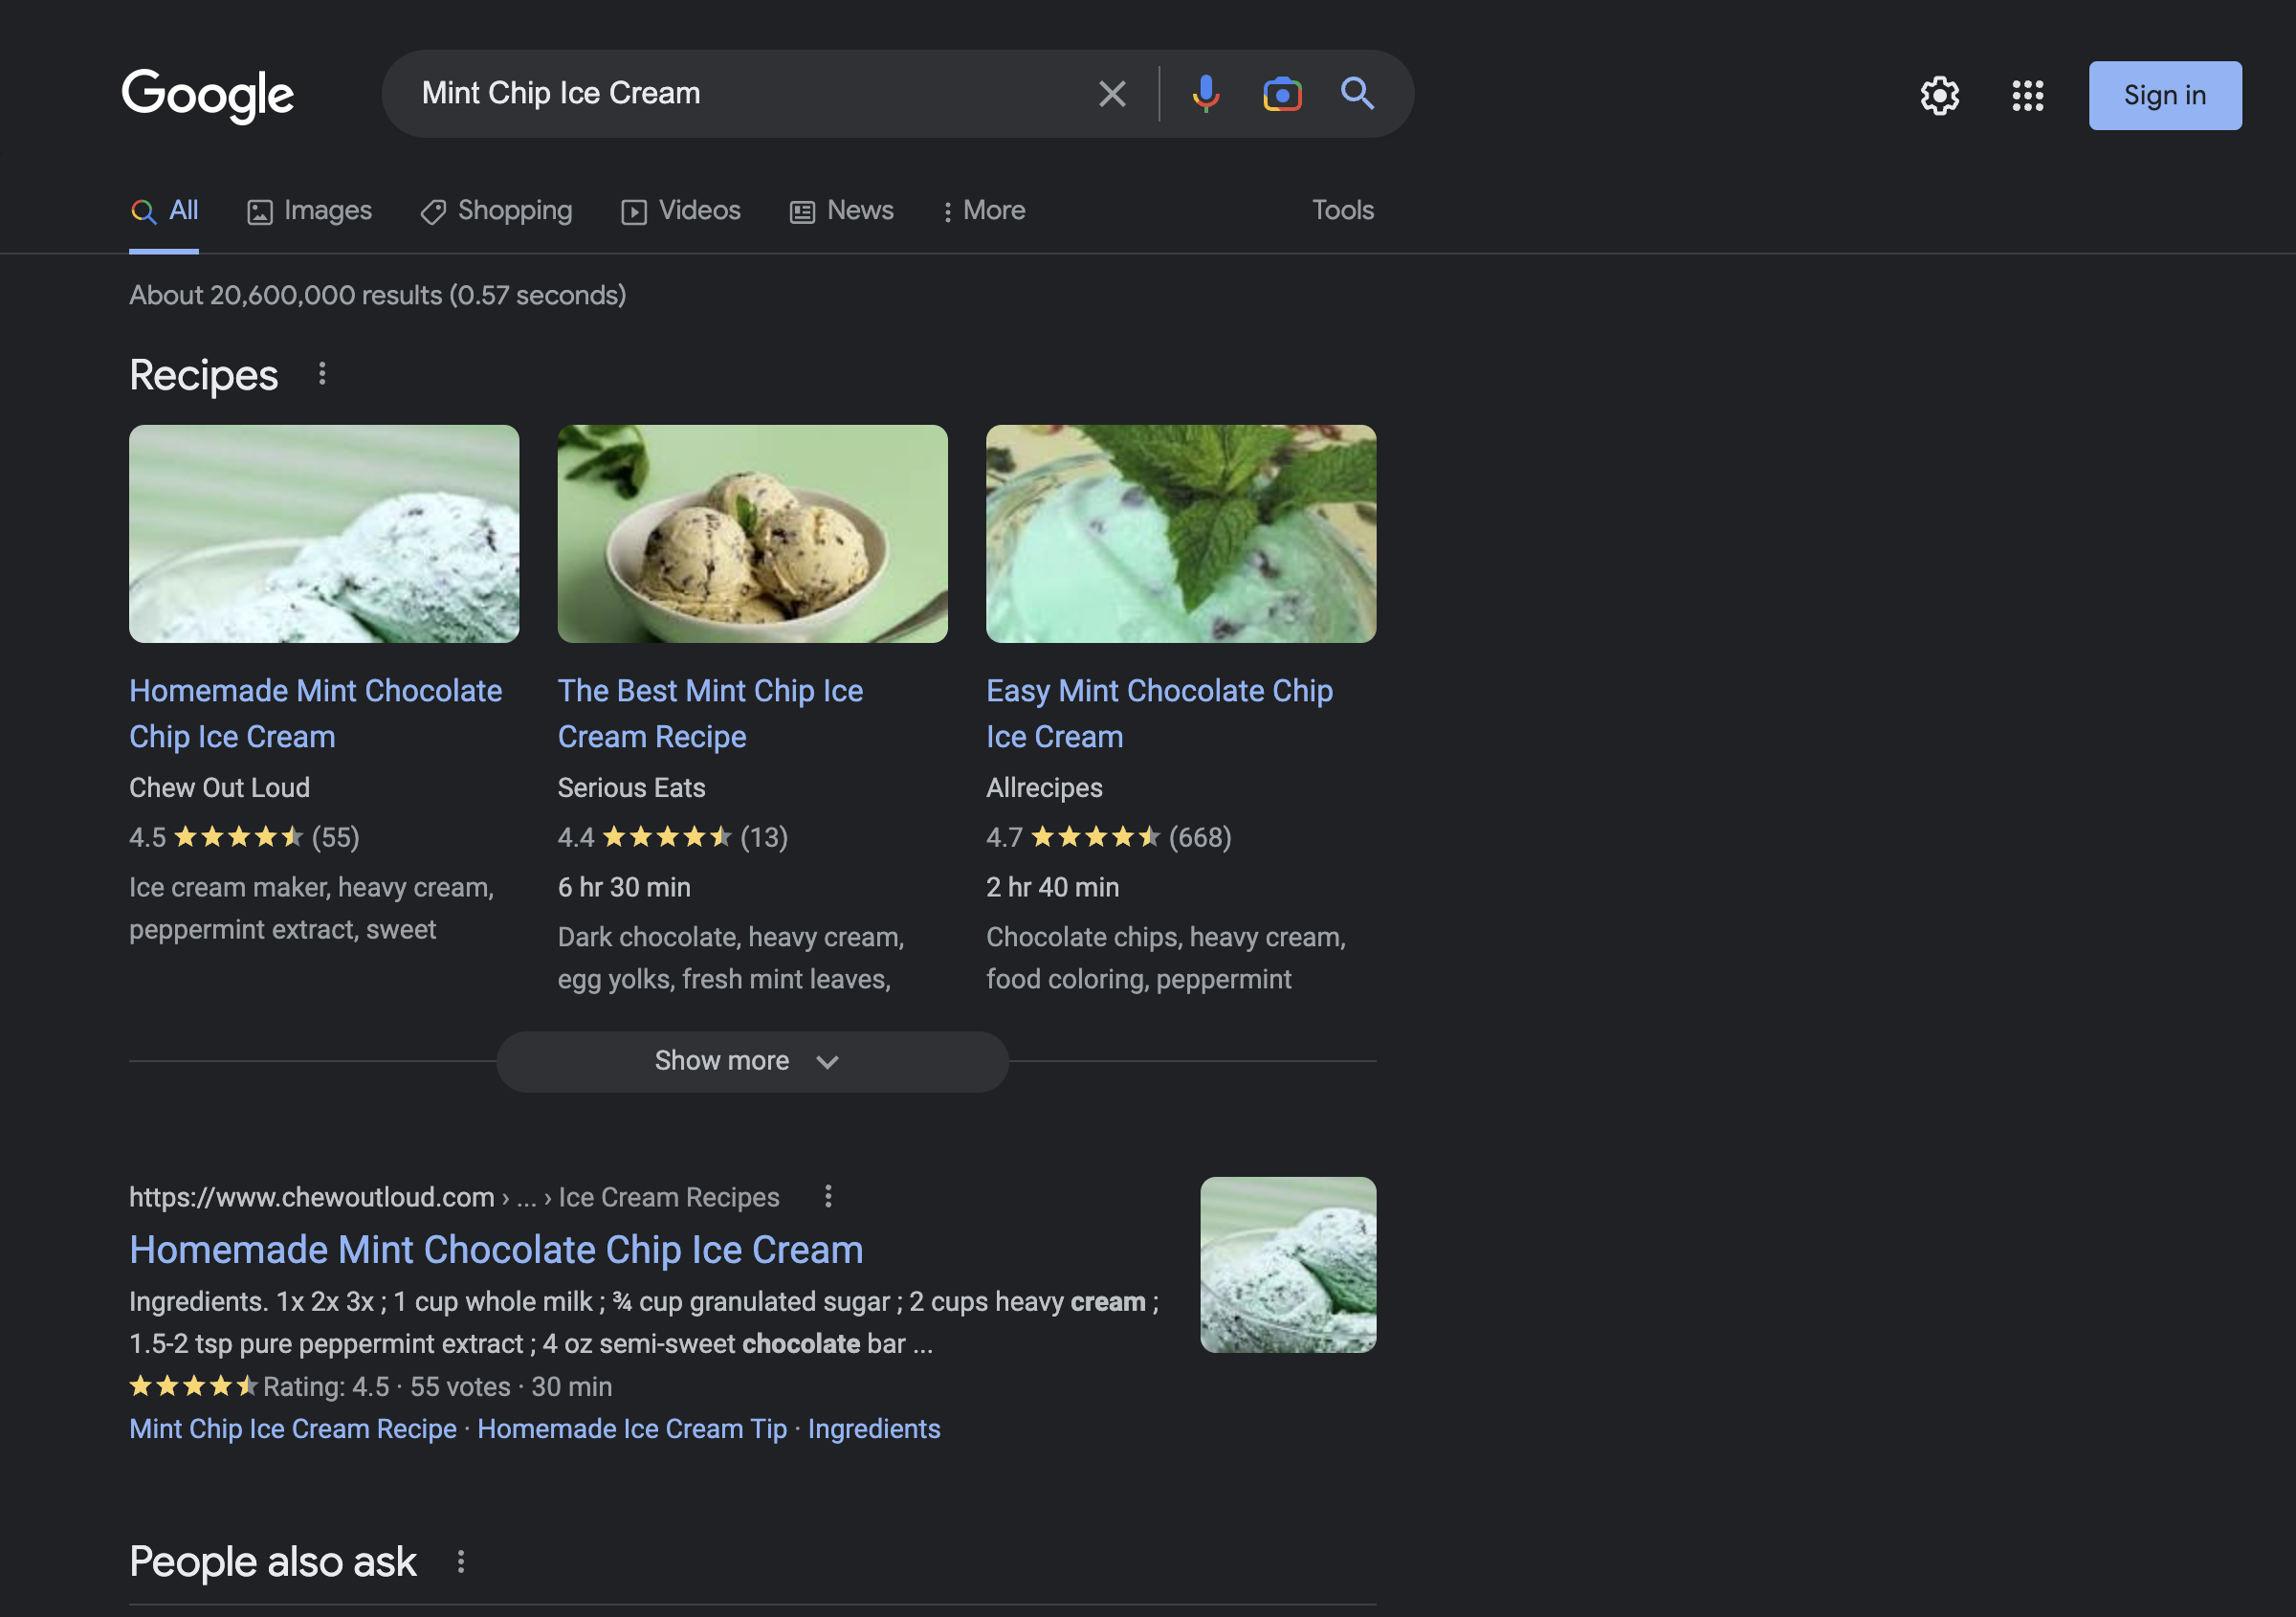 Google
Mint Chip Ice Cream
Sign in
All
Images
Shopping
Videos
News
More
Tools
About 20,600,000 results (0.57 seconds)
Recipes
Homemade Mint Chocolate
Chip Ice Cream
Chew Out Loud
4.5 (55)
Ice cream maker, heavy cream,
peppermint extract, sweet
The Best Mint Chip Ice
Cream Recipe
Serious Eats
4.4 (13)
6 hr 30 min
Dark chocolate, heavy cream,
egg yolks, fresh mint leaves,
Easy Mint Chocolate Chip
Ice Cream
Allrecipes
4.7 (668)
2 hr 40 min
Chocolate chips, heavy cream,
food coloring, peppermint
Show more
https://www.chewoutloud.com › ... › Ice Cream Recipes
Homemade Mint Chocolate Chip Ice Cream
Ingredients. 1x 2x 3x ; 1 cup whole milk ; ¾ cup granulated sugar ; 2 cups heavy cream ;
1.5-2 tsp pure peppermint extract ; 4 oz semi-sweet chocolate bar ...
Rating: 4.5 · 55 votes · 30 min
Mint Chip Ice Cream Recipe · Homemade Ice Cream Tip · Ingredients
People also ask